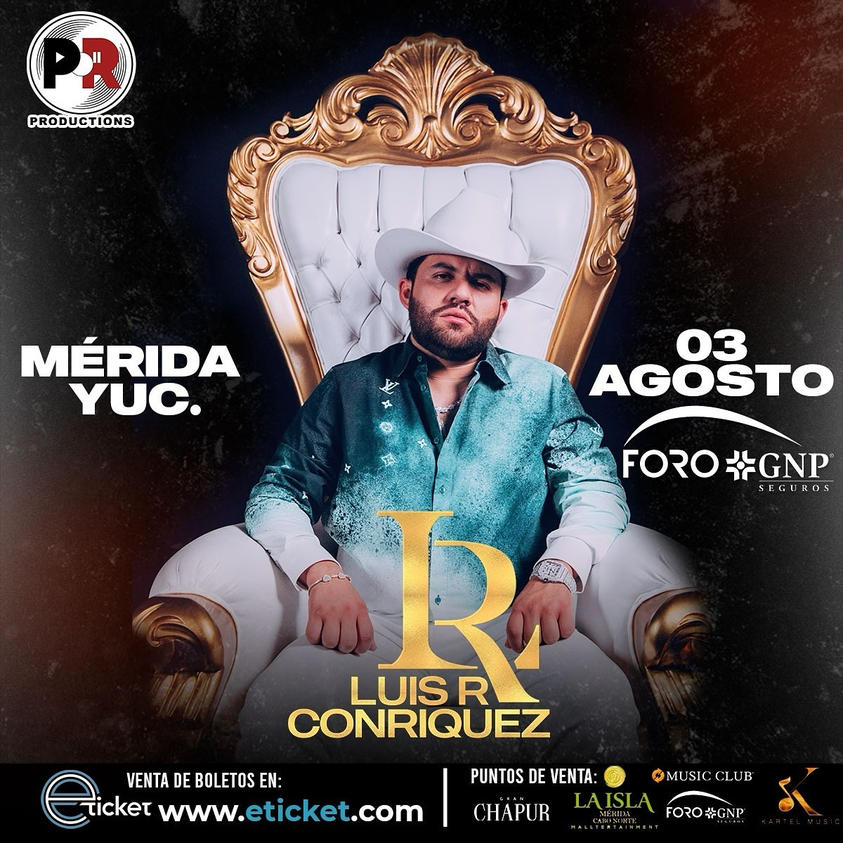 PR
PRODUCTIONS
MÉRIDA
YUC.
03
AGOSTO
FORO GNP
SEGUROS
LR
LUIS R
CONRIQUEZ
VENTA DE BOLETOS EN:
eticket www.eticket.com
PUNTOS DE VENTA:
GRAN
CHAPUR
LA ISLA
MÉRIDA
CABO NORTE
MALLTERTAINMENT
MUSIC CLUB
FORO GNP
SEGUROS
KARTEL MUSIC